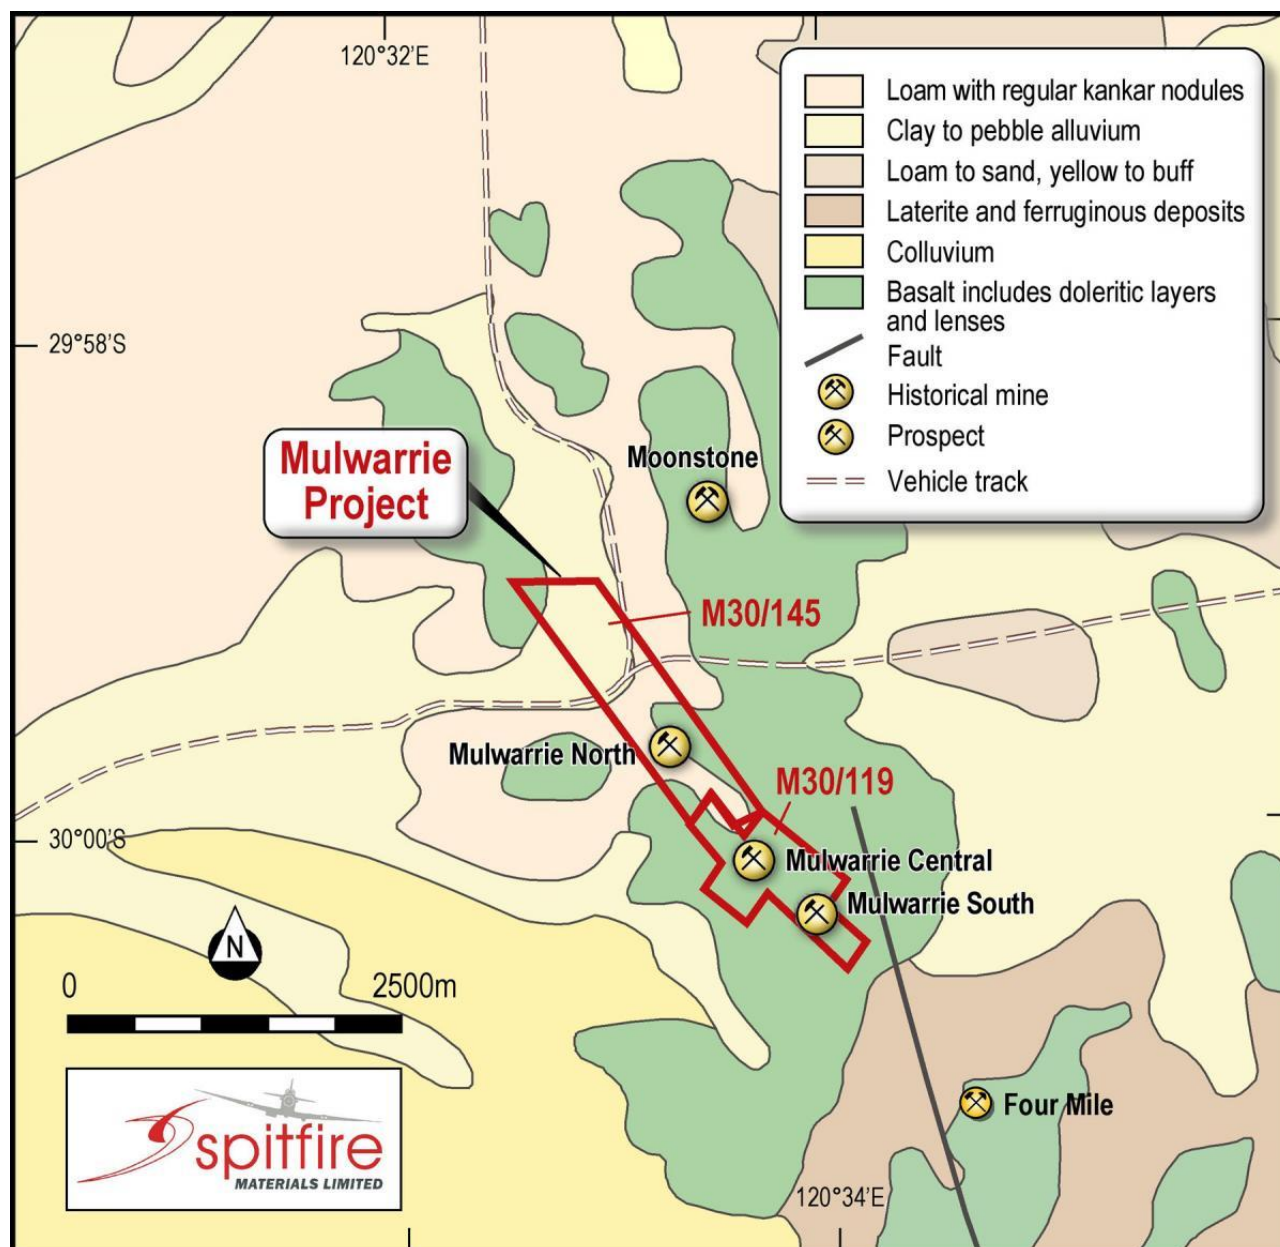 120°32'E
Loam with regular kankar nodules
Clay to pebble alluvium
Loam to sand, yellow to buff
Laterite and ferruginous deposits
Colluvium
Basalt includes doleritic layers
and lenses
Fault
Historical mine
Prospect
Vehicle track
29°58'S
Mulwarrie
Project
Moonstone
M30/145
Mulwarrie North
M30/119
30°00'S
Mulwarrie Central
Mulwarrie South
N
0 2500m
Four Mile
spitfire
MATERIALS LIMITED
120°34'E